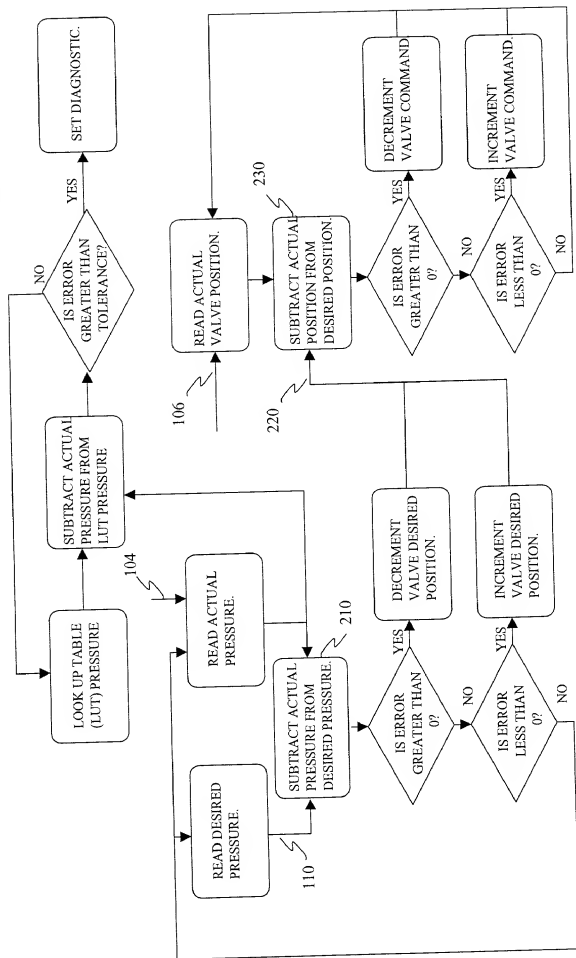 LOOK UP TABLE
(LUT) PRESSURE
SUBTRACT ACTUAL
PRESSURE FROM
LUT PRESSURE
IS ERROR
GREATER THAN
TOLERANCE?
NO
YES
SET DIAGNOSTIC.
READ DESIRED
PRESSURE.
110
READ ACTUAL
PRESSURE.
104
SUBTRACT ACTUAL
PRESSURE FROM
DESIRED PRESSURE.
210
IS ERROR
GREATER THAN
0?
YES
DECREMENT
VALVE DESIRED
POSITION.
NO
IS ERROR
LESS THAN
0?
YES
INCREMENT
VALVE DESIRED
POSITION.
NO
106
READ ACTUAL
VALVE POSITION.
220
SUBTRACT ACTUAL
POSITION FROM
DESIRED POSITION.
230
IS ERROR
GREATER THAN
0?
YES
DECREMENT
VALVE COMMAND.
NO
IS ERROR
LESS THAN
0?
YES
INCREMENT
VALVE COMMAND.
NO